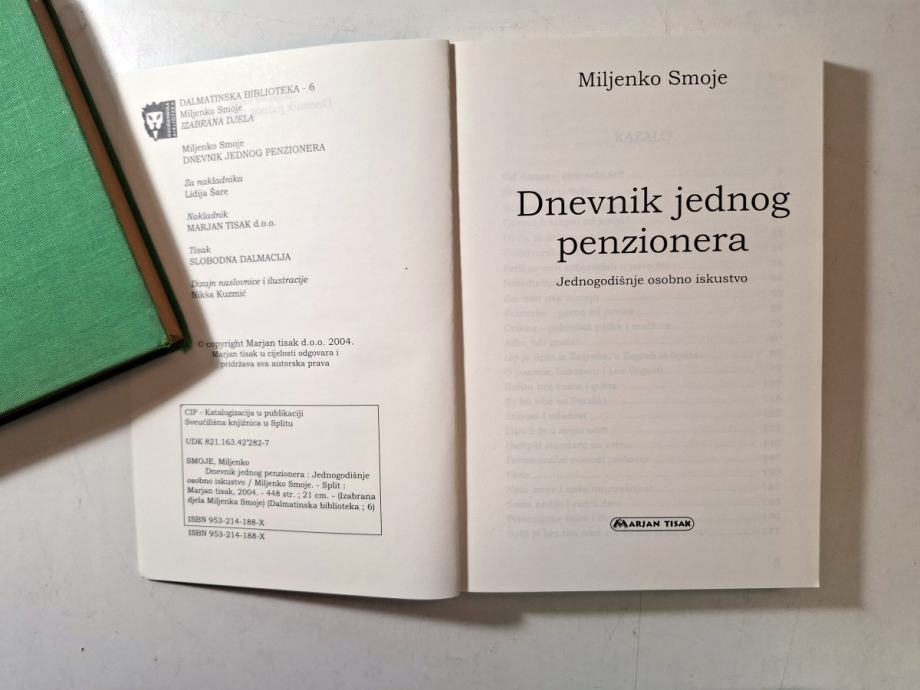 DALMATINSKA BIBLIOTEKA - 6
Miljenko Smoje
IZABRANA DJELA
Miljenko Smoje
DNEVNIK JEDNOG PENZIONERA
Za nakladnika
Lidija Šare
Nakladnik
MARJAN TISAK d.o.o.
Tisak
SLOBODNA DALMACIJA
Dizajn naslovnice i ilustracije
Nikša Kuzmić
© copyright Marjan tisak d.o.o. 2004.
Marjan tisak u cijelosti odgovara i
pridržava sva autorska prava
CIP - Katalogizacija u publikaciji
Sveučilišna knjižnica u Splitu
UDK 821.163.42'282-7
SMOJE, Miljenko
Dnevnik jednog penzionera : Jednogodišnje
osobno iskustvo / Miljenko Smoje. - Split :
Marjan tisak, 2004. - 448 str. ; 21 cm. - (Izabrana
djela Miljenka Smoje) (Dalmatinska biblioteka ; 6)
ISBN 953-214-188-X
ISBN 953-214-188-X
Miljenko Smoje
KAZALO
Dnevnik jednog
penzionera
Jednogodišnje osobno iskustvo
MARJAN TISAK